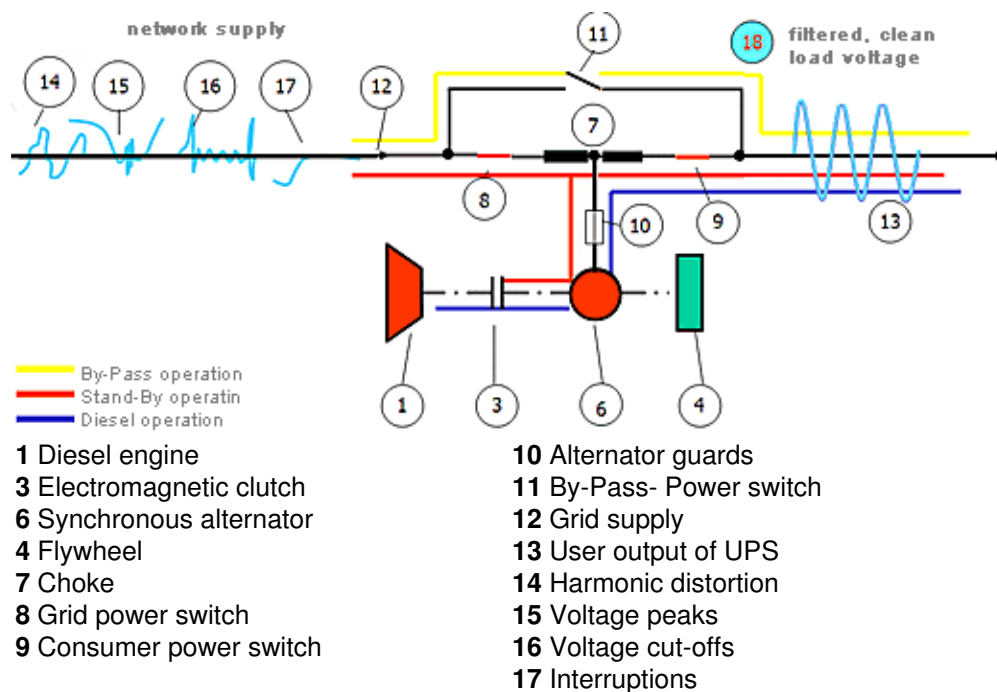 network supply
11
18
filtered, clean
load voltage
14
15
16
17
12
7
8
10
9
13
1
3
6
4
By-Pass operation
Stand-By operatin
Diesel operation
1 Diesel engine
3 Electromagnetic clutch
6 Synchronous alternator
4 Flywheel
7 Choke
8 Grid power switch
9 Consumer power switch
10 Alternator guards
11 By-Pass- Power switch
12 Grid supply
13 User output of UPS
14 Harmonic distortion
15 Voltage peaks
16 Voltage cut-offs
17 Interruptions